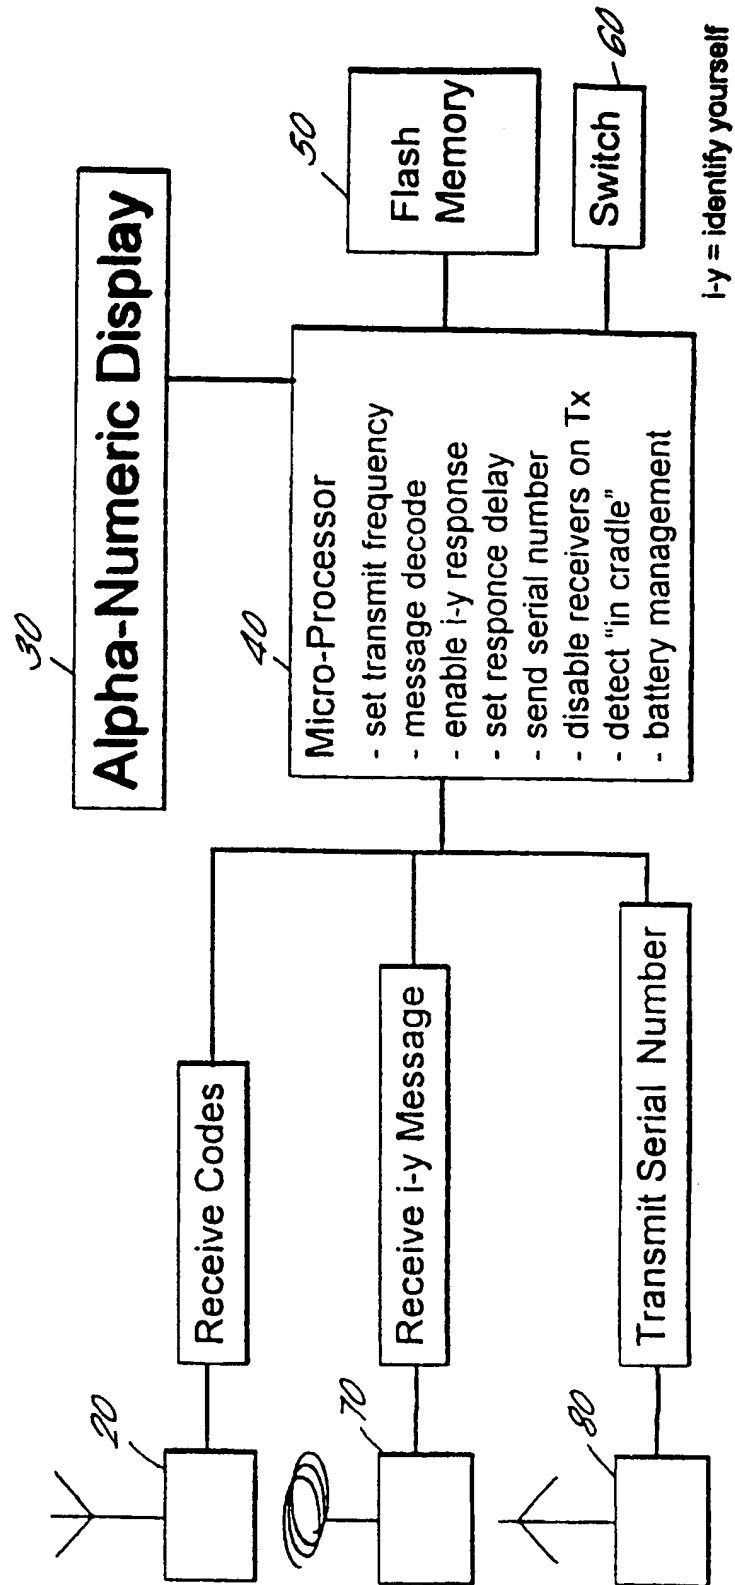 30
Alpha-Numeric Display
40
Micro-Processor
- set transmit frequency
- message decode
- enable i-y response
- set responce delay
- send serial number
- disable receivers on Tx
- detect "in cradle"
- battery management
50
Flash
Memory
60
Switch
20
Receive Codes
70
Receive i-y Message
80
Transmit Serial Number
i-y = identify yourself